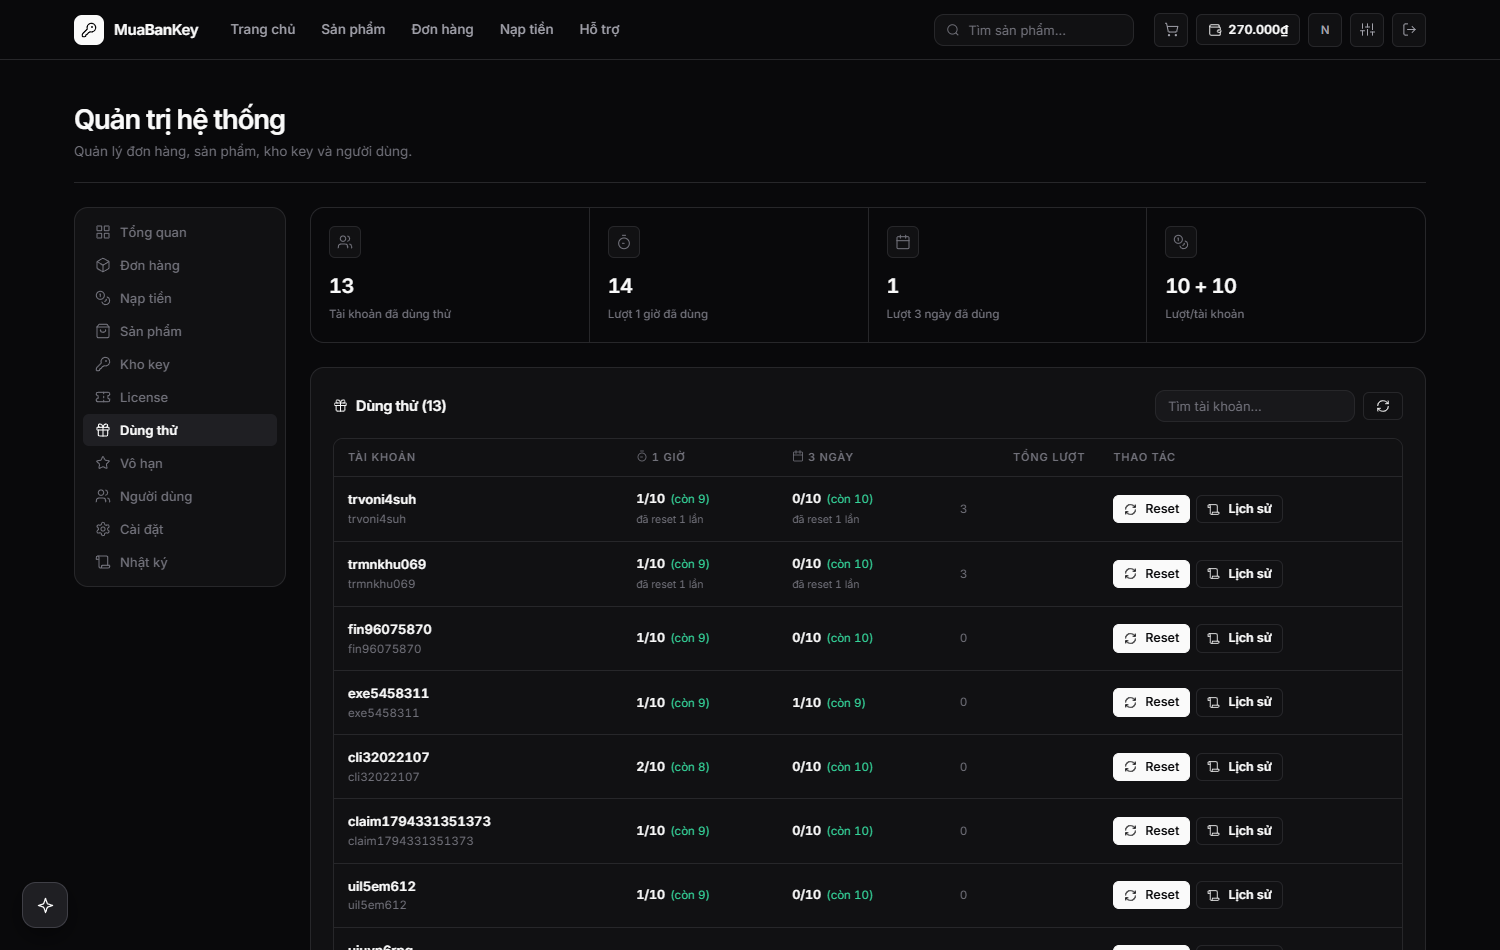 MuaBanKey Trang chủ Sản phẩm Đơn hàng Nạp tiền Hỗ trợ Tìm sản phẩm... 270.000₫ N
Quản trị hệ thống
Quản lý đơn hàng, sản phẩm, kho key và người dùng.
Tổng quan
Đơn hàng
Nạp tiền
Sản phẩm
Kho key
License
Dùng thử
Vô hạn
Người dùng
Cài đặt
Nhật ký
13
Tài khoản đã dùng thử
14
Lượt 1 giờ đã dùng
1
Lượt 3 ngày đã dùng
10 + 10
Lượt/tài khoản
Dùng thử (13) Tìm tài khoản...
TÀI KHOẢN 1 GIỜ 3 NGÀY TỔNG LƯỢT THAO TÁC
trvoni4suh 1/10 (còn 9) 0/10 (còn 10) 3 Reset Lịch sử
trvoni4suh đã reset 1 lần đã reset 1 lần
trmnkhu069 1/10 (còn 9) 0/10 (còn 10) 3 Reset Lịch sử
trmnkhu069 đã reset 1 lần đã reset 1 lần
fin96075870 1/10 (còn 9) 0/10 (còn 10) 0 Reset Lịch sử
fin96075870
exe5458311 1/10 (còn 9) 1/10 (còn 9) 0 Reset Lịch sử
exe5458311
cli32022107 2/10 (còn 8) 0/10 (còn 10) 0 Reset Lịch sử
cli32022107
claim1794331351373 1/10 (còn 9) 0/10 (còn 10) 0 Reset Lịch sử
claim1794331351373
uil5em612 1/10 (còn 9) 0/10 (còn 10) 0 Reset Lịch sử
uil5em612